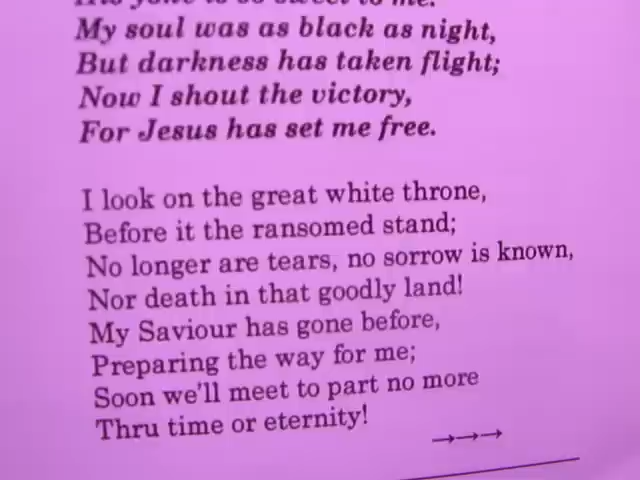 My soul was as black as night,
But darkness has taken flight;
Now I shout the victory,
For Jesus has set me free.
I look on the great white throne,
Before it the ransomed stand;
No longer are tears, no sorrow is known,
Nor death in that goodly land!
My Saviour has gone before,
Preparing the way for me;
Soon we'll meet to part no more
Thru time or eternity!
→→→